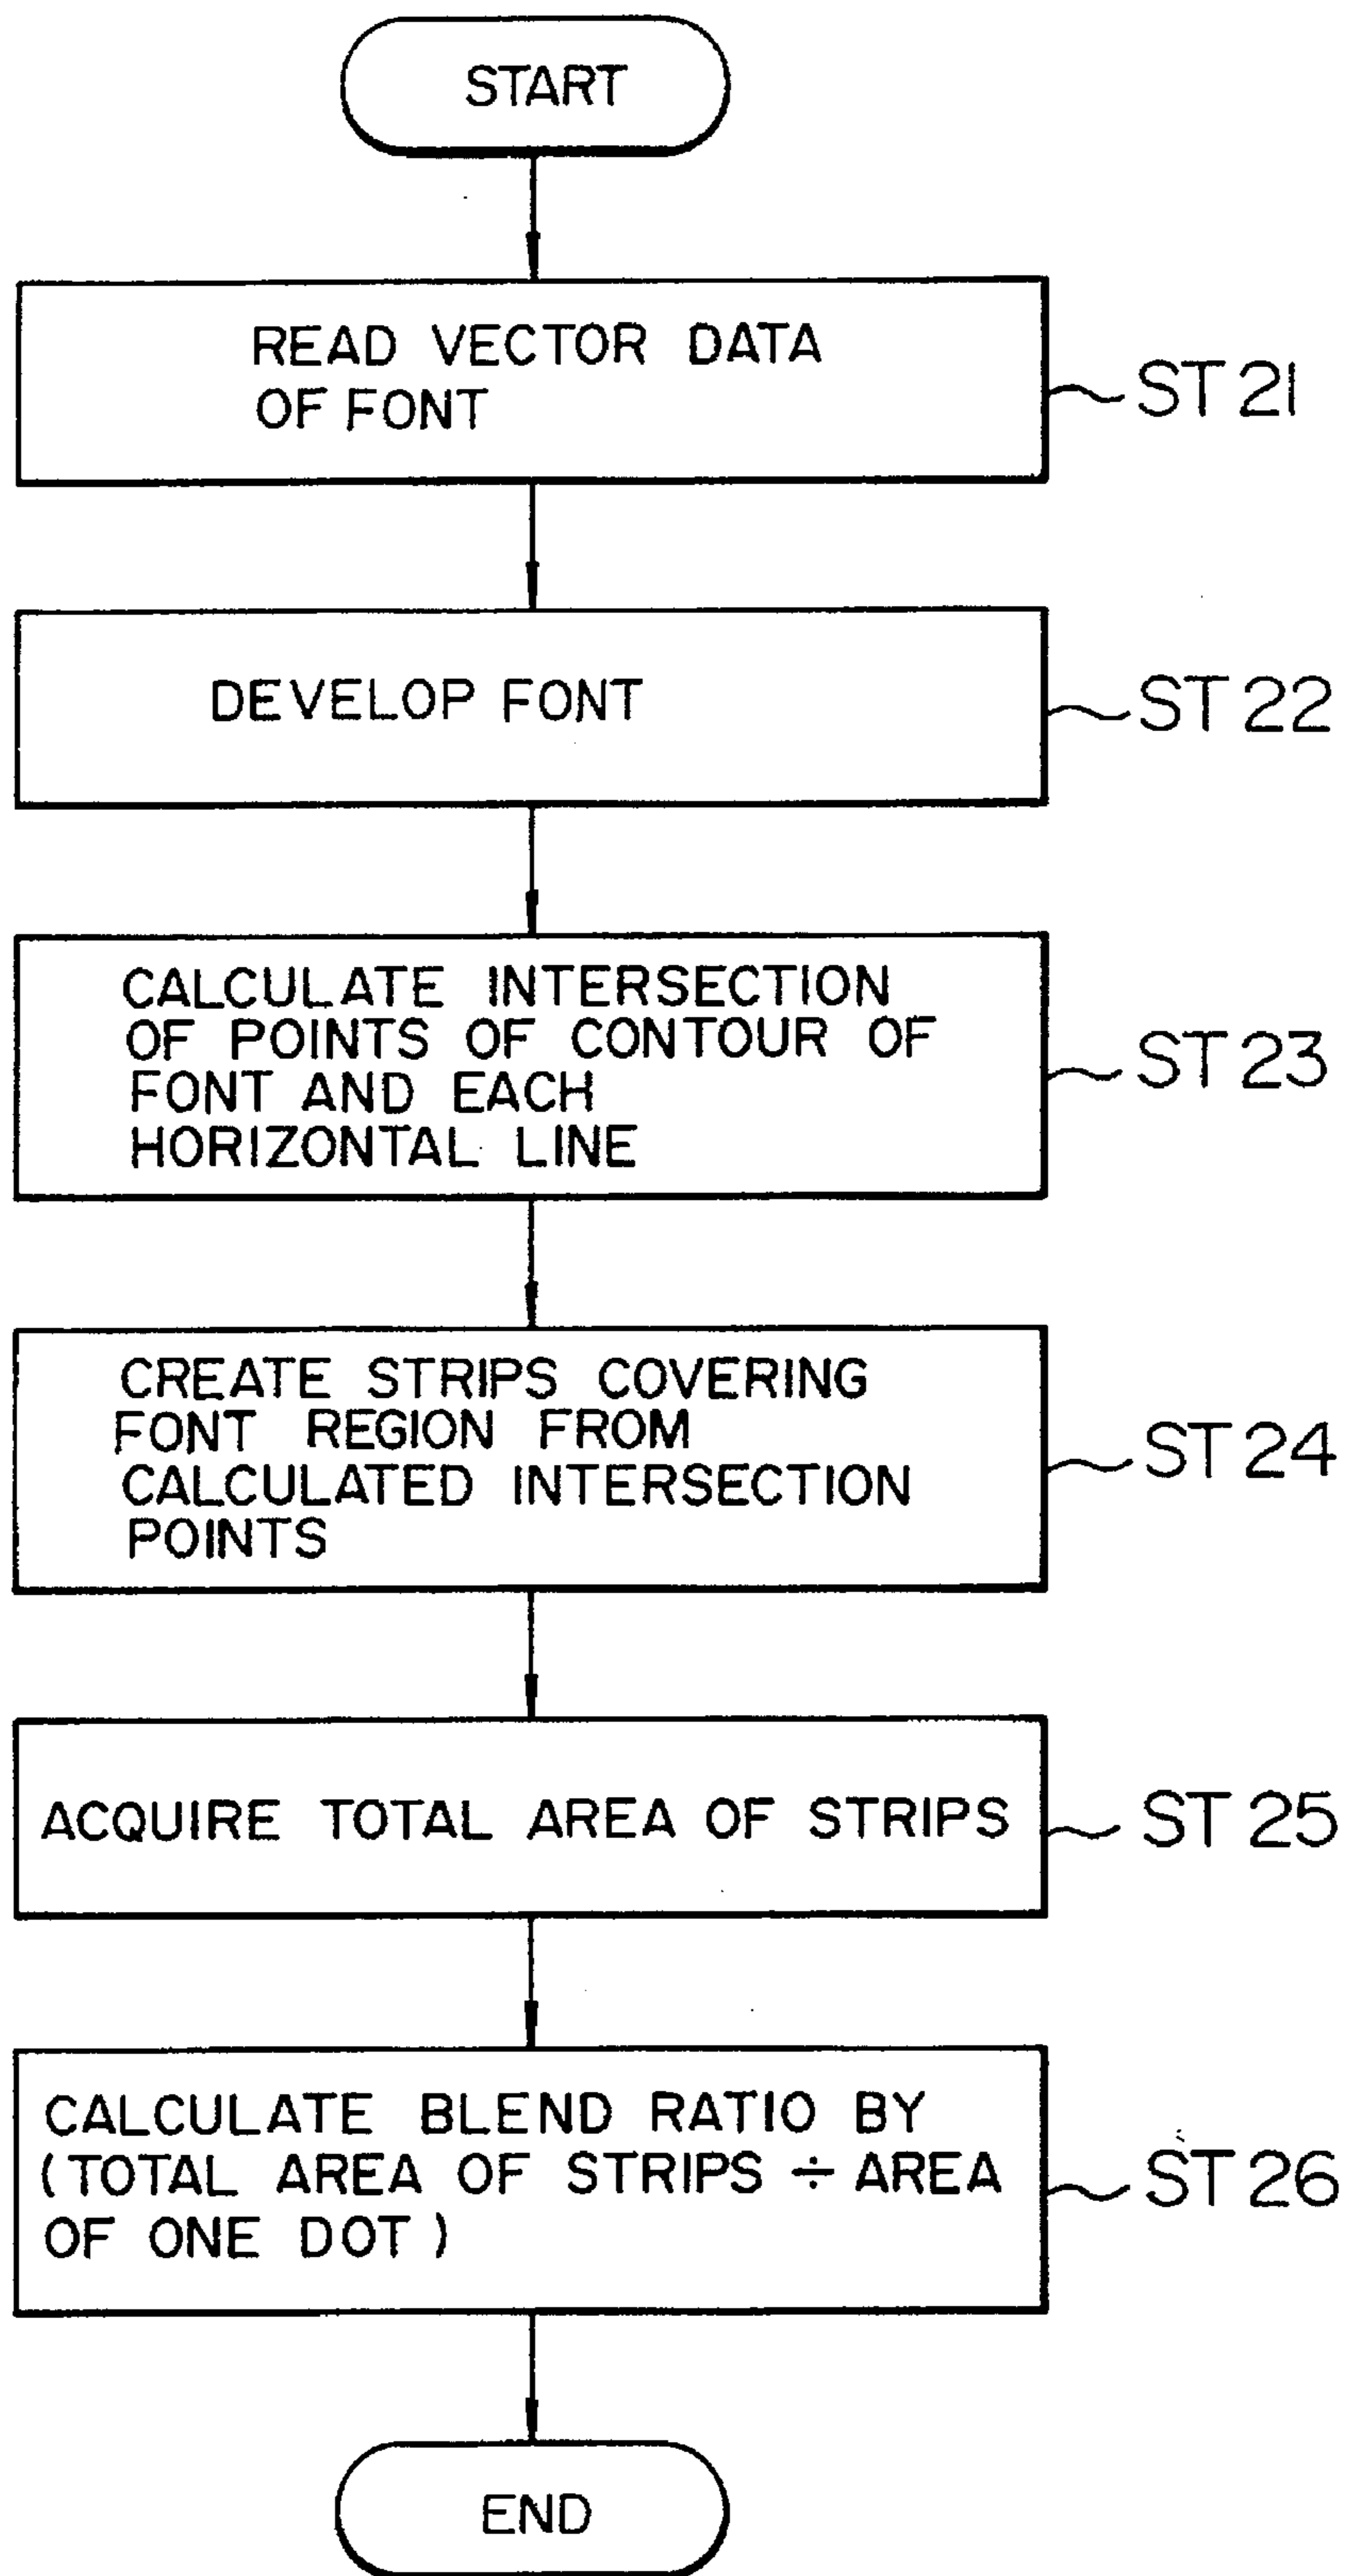 START
READ VECTOR DATA
OF FONT
ST21
DEVELOP FONT
ST22
CALCULATE INTERSECTION
OF POINTS OF CONTOUR OF
FONT AND EACH
HORIZONTAL LINE
ST23
CREATE STRIPS COVERING
FONT REGION FROM
CALCULATED INTERSECTION
POINTS
ST24
ACQUIRE TOTAL AREA OF STRIPS
ST25
CALCULATE BLEND RATIO BY
(TOTAL AREA OF STRIPS ÷ AREA
OF ONE DOT)
ST26
END